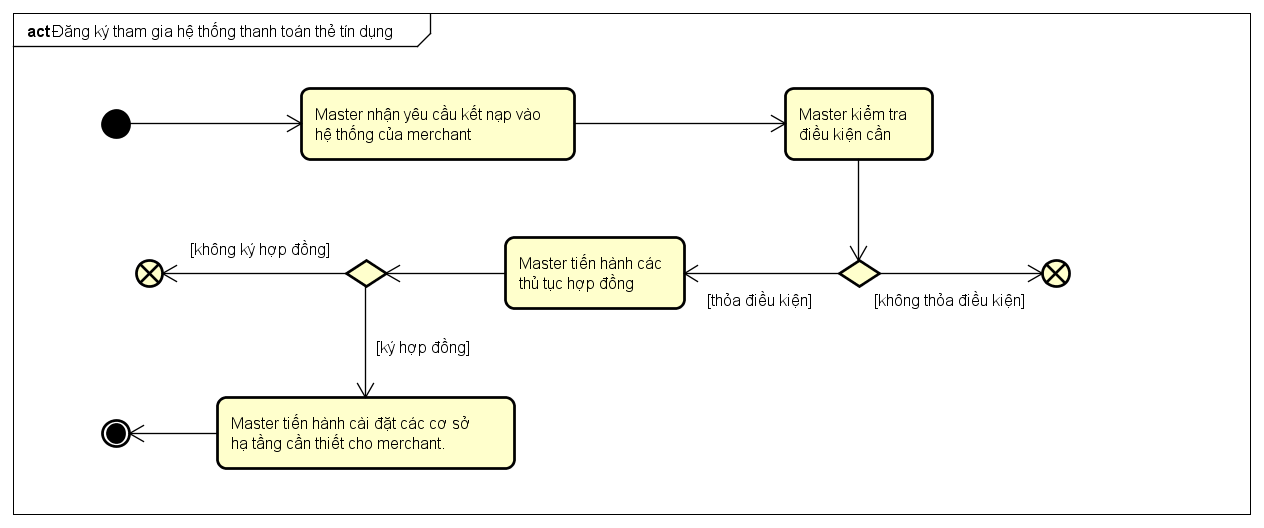 act Đăng ký tham gia hệ thống thanh toán thẻ tín dụng
Master nhận yêu cầu kết nạp vào
hệ thống của merchant
Master kiểm tra
điều kiện cần
[không ký hợp đồng]
Master tiến hành các
thủ tục hợp đồng
[thỏa điều kiện]
[không thỏa điều kiện]
[ký hợp đồng]
Master tiến hành cài đặt các cơ sở
hạ tầng cần thiết cho merchant.